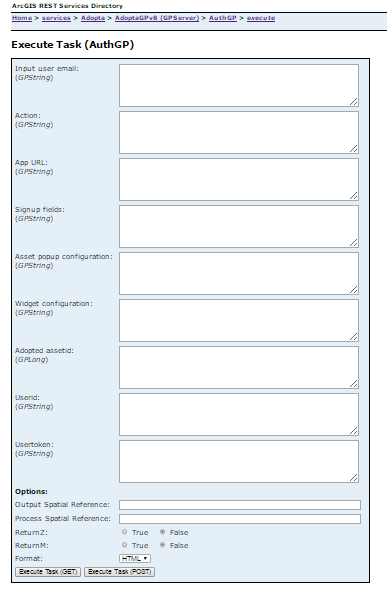 ArcGIS REST Services Directory
Home > services > Adopta > AdoptaGPv8 (GPServer) > AuthGP > execute
Execute Task (AuthGP)
Input user email:
(GPString)
Action:
(GPString)
App URL:
(GPString)
Signup fields:
(GPString)
Asset popup configuration:
(GPString)
Widget configuration:
(GPString)
Adopted assetid:
(GPLong)
Userid:
(GPString)
Usertoken:
(GPString)
Options:
Output Spatial Reference:
Process Spatial Reference:
ReturnZ: True False
ReturnM: True False
Format: HTML
Execute Task (GET) Execute Task (POST)